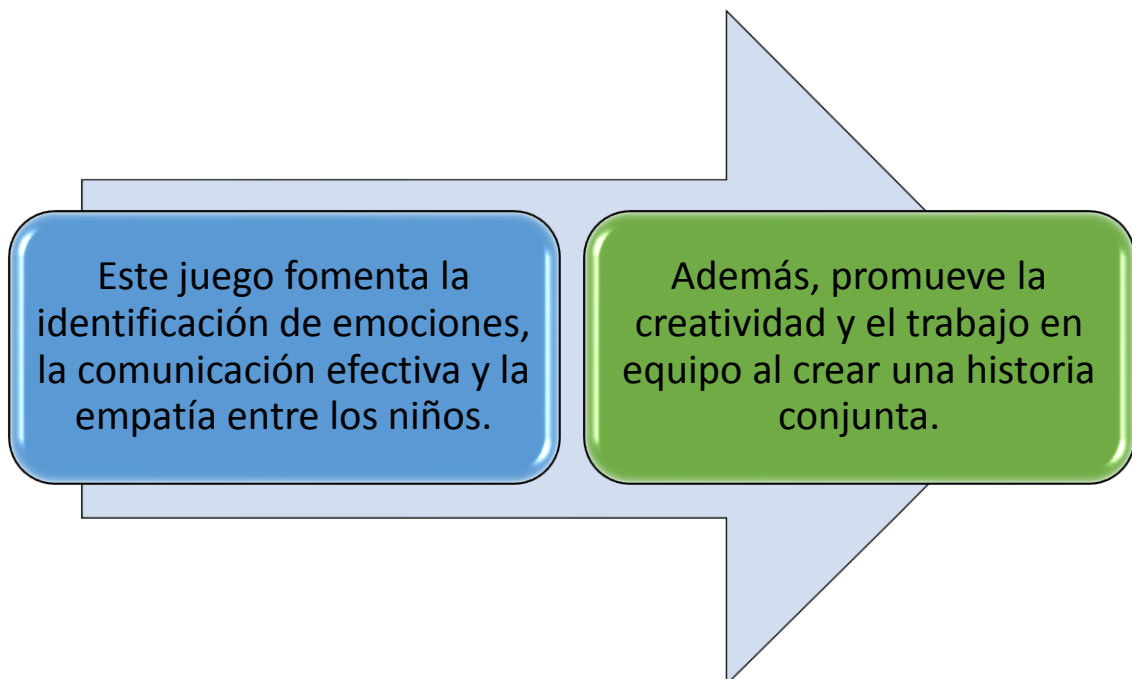 Este juego fomenta la
identificación de emociones,
la comunicación efectiva y la
empatía entre los niños.
Además, promueve la
creatividad y el trabajo en
equipo al crear una historia
conjunta.